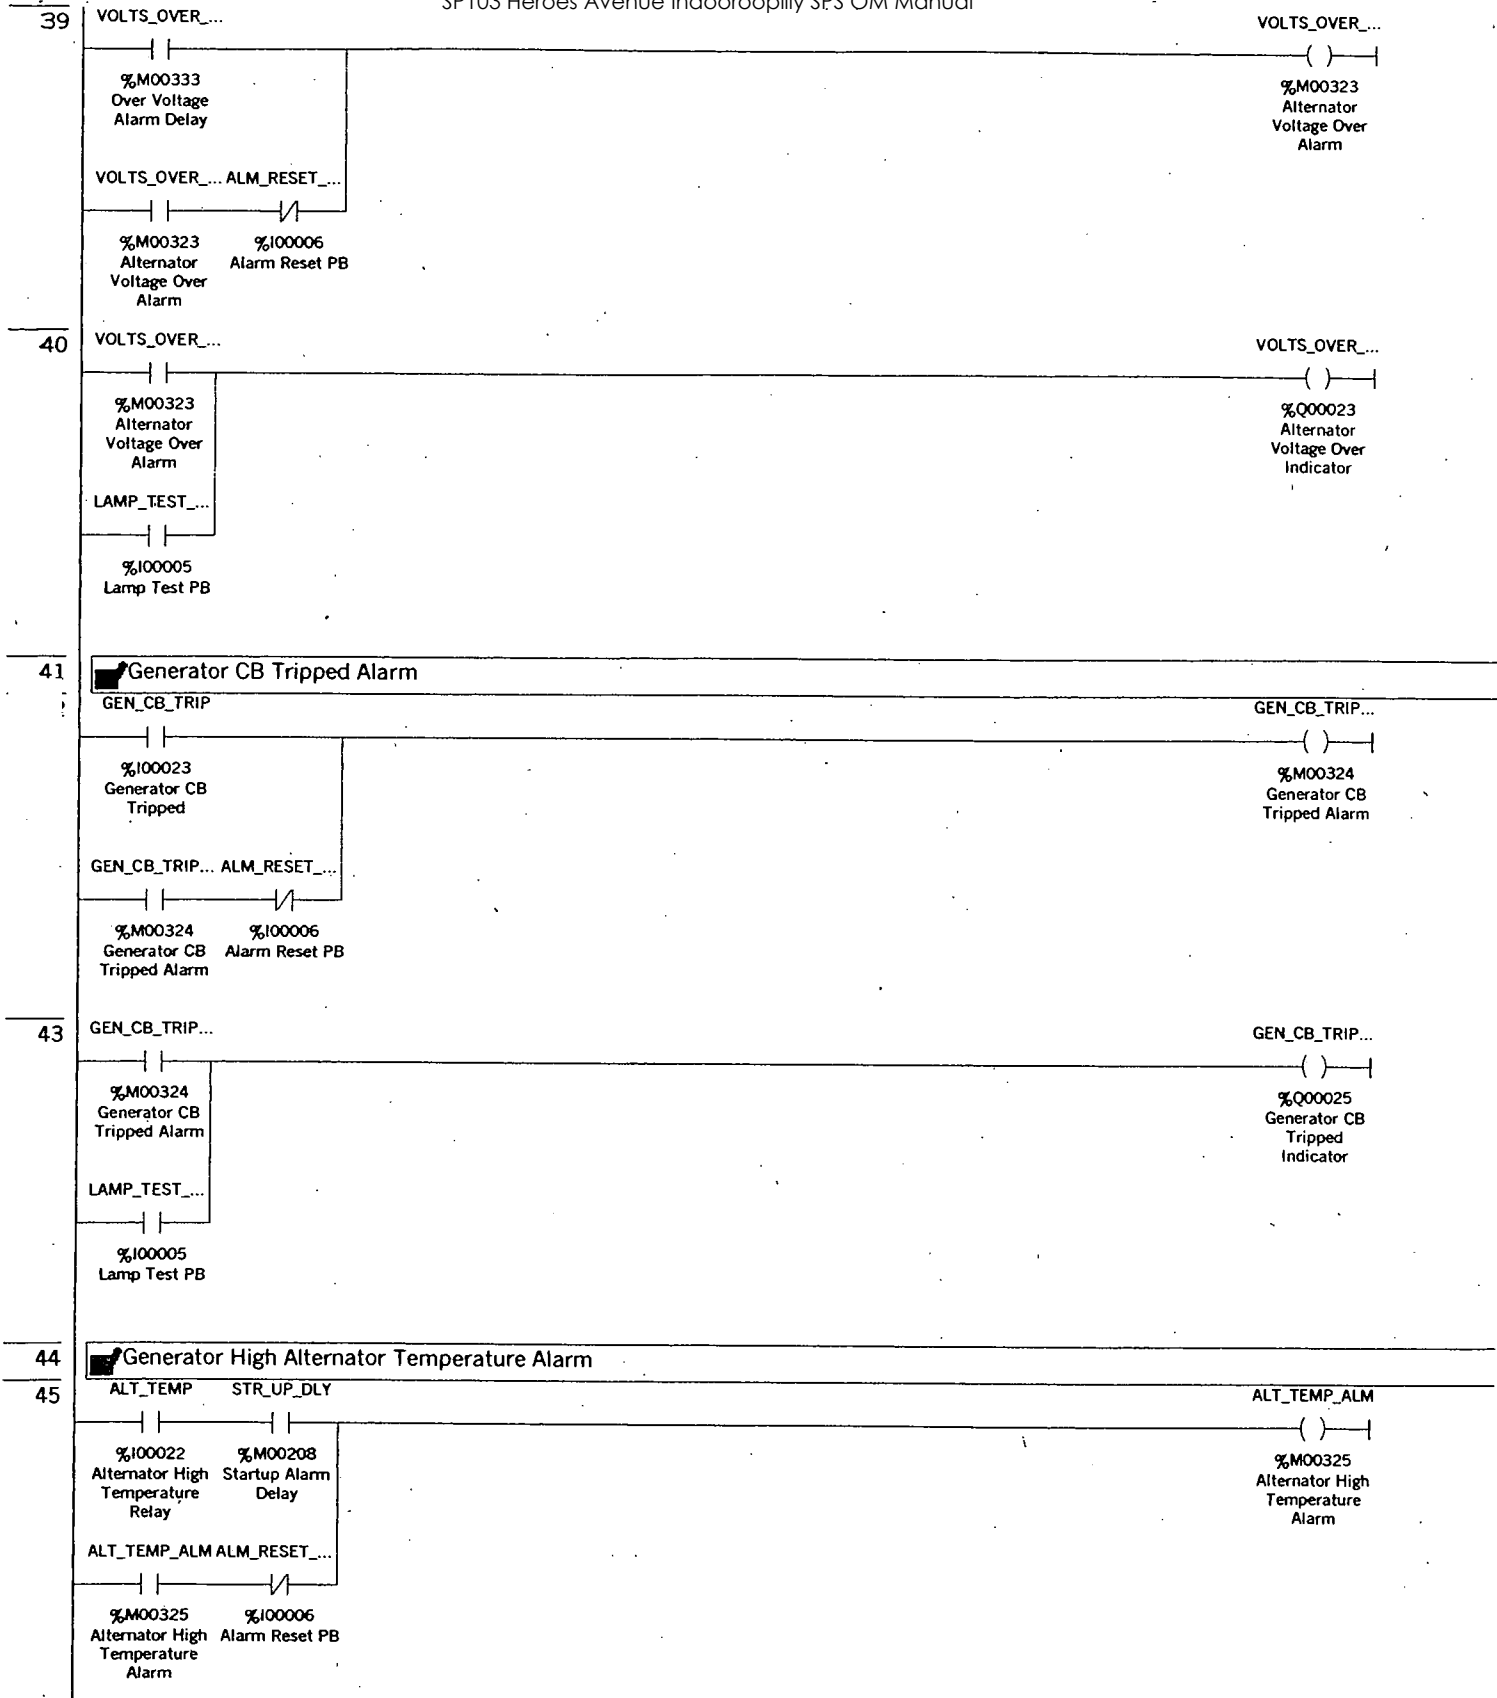 SP103 Heroes Avenue Indooroopilly SPS OM Manual
39
VOLTS_OVER_...
VOLTS_OVER_...
%M00333
Over Voltage
Alarm Delay
%M00323
Alternator
Voltage Over
Alarm
VOLTS_OVER_... ALM_RESET_...
%M00323
Alternator
Voltage Over
Alarm
%I00006
Alarm Reset PB
40
VOLTS_OVER_...
VOLTS_OVER_...
%M00323
Alternator
Voltage Over
Alarm
%Q00023
Alternator
Voltage Over
Indicator
LAMP_TEST_...
%I00005
Lamp Test PB
41
Generator CB Tripped Alarm
GEN_CB_TRIP
GEN_CB_TRIP...
%I00023
Generator CB
Tripped
%M00324
Generator CB
Tripped Alarm
GEN_CB_TRIP... ALM_RESET_...
%M00324
Generator CB
Tripped Alarm
%I00006
Alarm Reset PB
43
GEN_CB_TRIP...
GEN_CB_TRIP...
%M00324
Generator CB
Tripped Alarm
%Q00025
Generator CB
Tripped
Indicator
LAMP_TEST_...
%I00005
Lamp Test PB
44
Generator High Alternator Temperature Alarm
45
ALT_TEMP STR_UP_DLY
ALT_TEMP_ALM
%I00022
Alternator High
Temperature
Relay
%M00208
Startup Alarm
Delay
%M00325
Alternator High
Temperature
Alarm
ALT_TEMP_ALM ALM_RESET_...
%M00325
Alternator High
Temperature
Alarm
%I00006
Alarm Reset PB